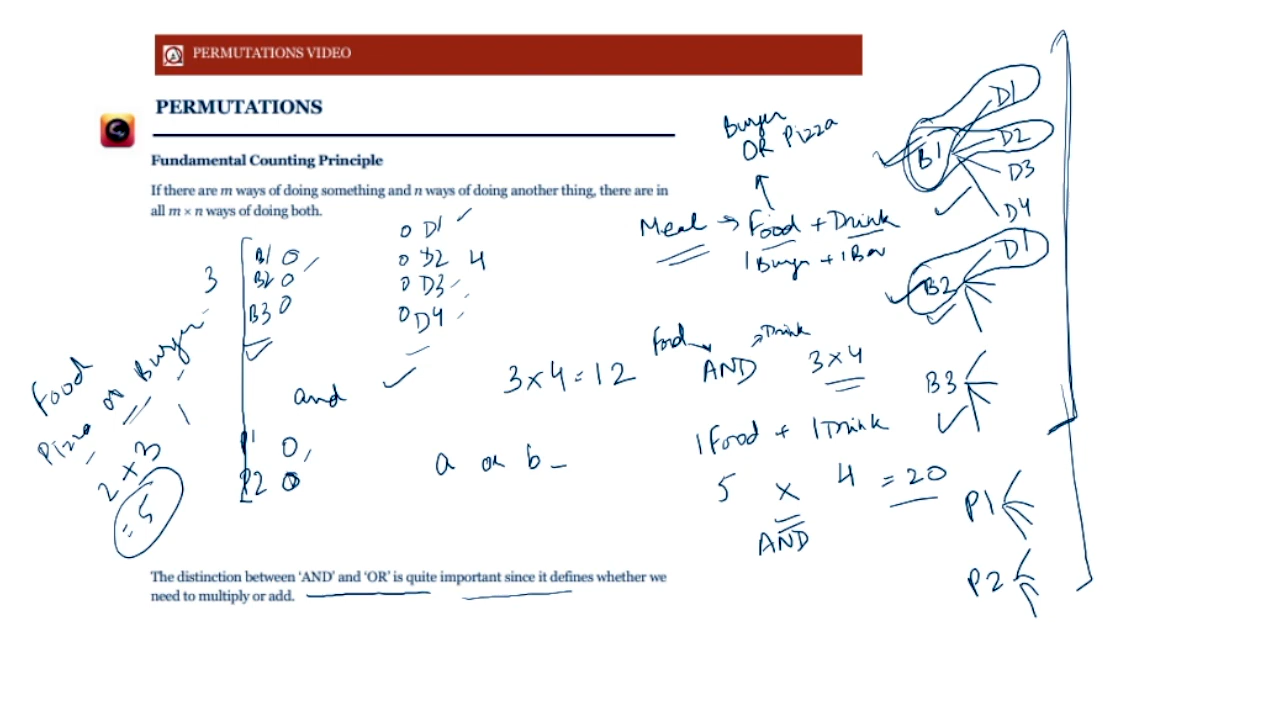 PERMUTATIONS VIDEO
PERMUTATIONS
Fundamental Counting Principle
If there are m ways of doing something and n ways of doing another thing, there are in
all m × n ways of doing both.
B1 O
B2 O
B3 O
3
O D1
O D2 4
O D3
O D4
and
P1 O
P2 O
Food
Pizza or Burger
2 × 3
= 5
3 × 4 = 12
a or b
Burger
OR Pizza
Meal → Food + Drink
1 Burger + 1
Food Drink
AND 3 × 4
1 Food + 1 Drink
5 × 4 = 20
AND
B1
D1
D2
D3
D4
B2
D1
B3
P1
P2
The distinction between 'AND' and 'OR' is quite important since it defines whether we
need to multiply or add.